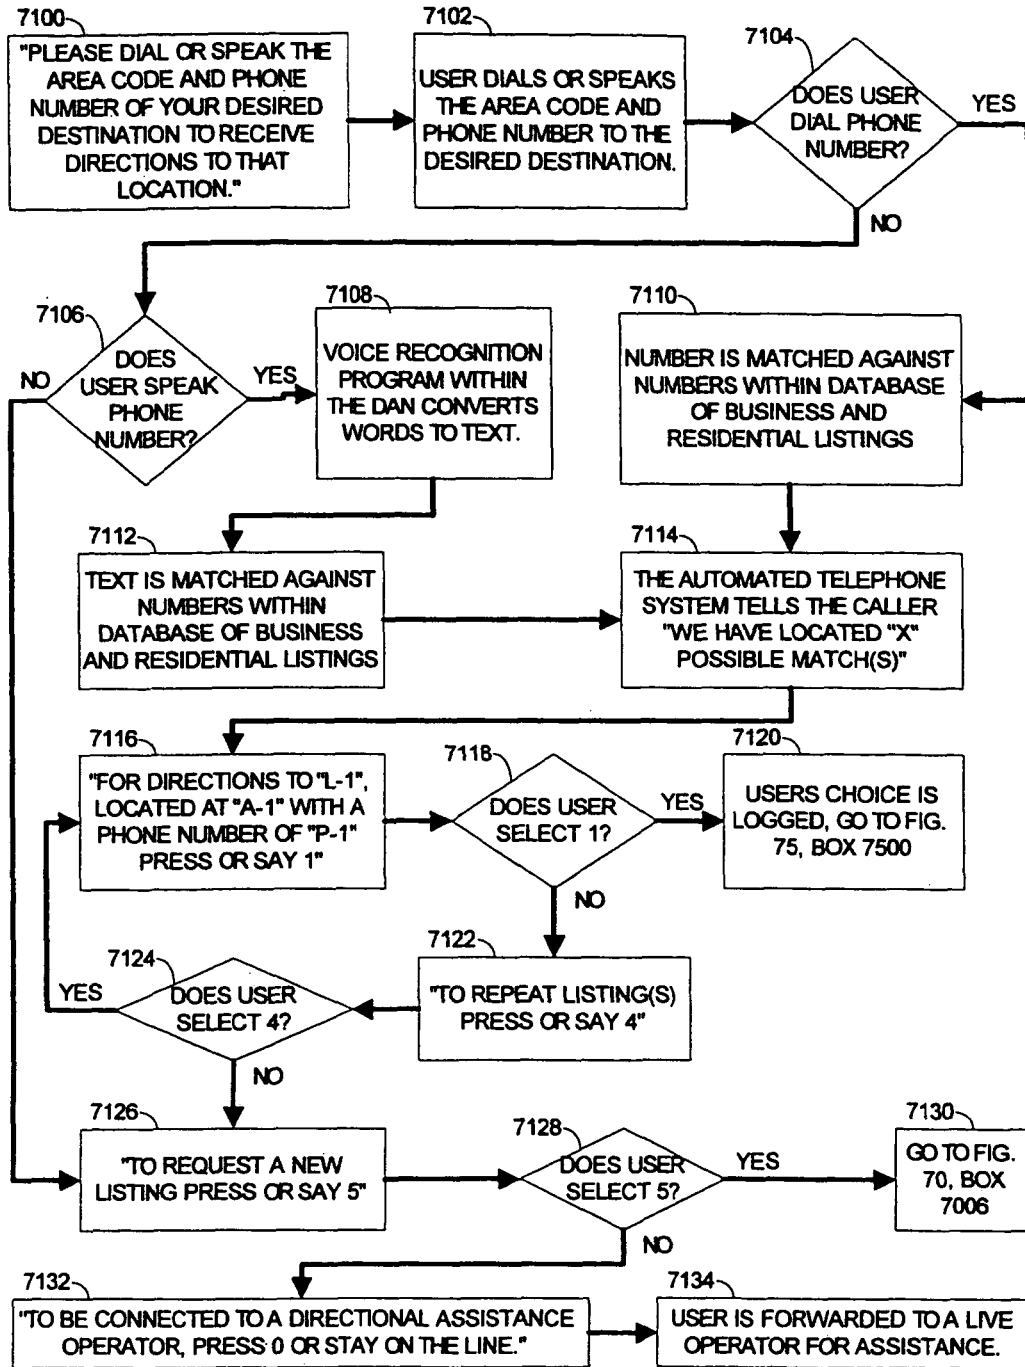 7100
"PLEASE DIAL OR SPEAK THE
AREA CODE AND PHONE
NUMBER OF YOUR DESIRED
DESTINATION TO RECEIVE
DIRECTIONS TO THAT
LOCATION."
7102
USER DIALS OR SPEAKS
THE AREA CODE AND
PHONE NUMBER TO THE
DESIRED DESTINATION.
7104
DOES USER
DIAL PHONE
NUMBER?
YES
NO
7106
DOES
USER SPEAK
PHONE
NUMBER?
NO
YES
7108
VOICE RECOGNITION
PROGRAM WITHIN
THE DAN CONVERTS
WORDS TO TEXT.
7110
NUMBER IS MATCHED AGAINST
NUMBERS WITHIN DATABASE
OF BUSINESS AND
RESIDENTIAL LISTINGS
7112
TEXT IS MATCHED AGAINST
NUMBERS WITHIN
DATABASE OF BUSINESS
AND RESIDENTIAL LISTINGS
7114
THE AUTOMATED TELEPHONE
SYSTEM TELLS THE CALLER
"WE HAVE LOCATED "X"
POSSIBLE MATCH(S)"
7116
"FOR DIRECTIONS TO "L-1",
LOCATED AT "A-1" WITH A
PHONE NUMBER OF "P-1"
PRESS OR SAY 1"
7118
DOES USER
SELECT 1?
YES
NO
7120
USERS CHOICE IS
LOGGED, GO TO FIG.
75, BOX 7500
7122
"TO REPEAT LISTING(S)
PRESS OR SAY 4"
7124
DOES USER
SELECT 4?
YES
NO
7126
"TO REQUEST A NEW
LISTING PRESS OR SAY 5"
7128
DOES USER
SELECT 5?
YES
NO
7130
GO TO FIG.
70, BOX
7006
7132
"TO BE CONNECTED TO A DIRECTIONAL ASSISTANCE
OPERATOR, PRESS 0 OR STAY ON THE LINE."
7134
USER IS FORWARDED TO A LIVE
OPERATOR FOR ASSISTANCE.